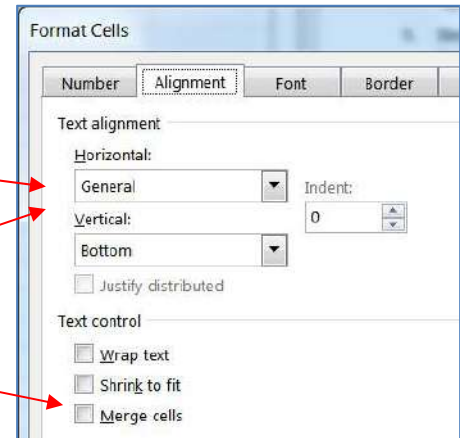 Format Cells
Number Alignment Font Border
Text alignment
Horizontal:
General Indent:
Vertical: 0
Bottom
Justify distributed
Text control
Wrap text
Shrink to fit
Merge cells